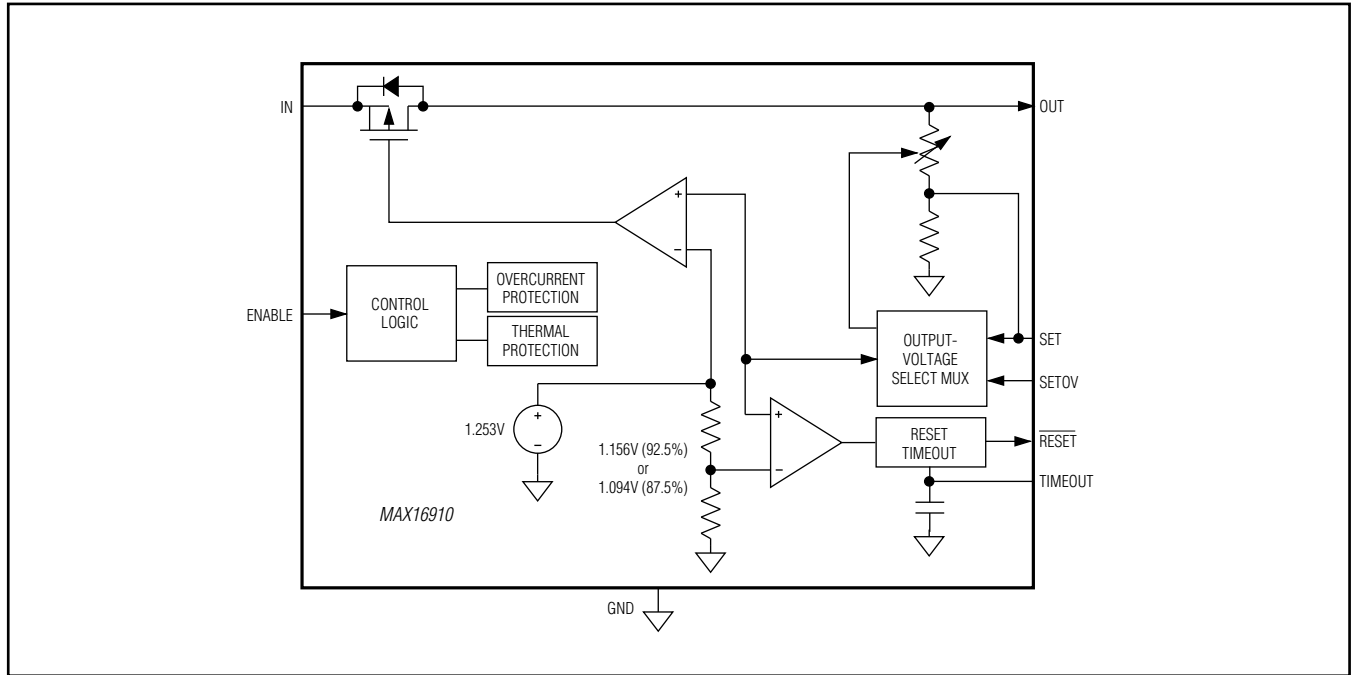 IN
OUT
+
−
ENABLE
CONTROL
LOGIC
OVERCURRENT
PROTECTION
THERMAL
PROTECTION
OUTPUT-
VOLTAGE
SELECT MUX
SET
SETOV
+
−
1.253V
1.156V (92.5%)
or
1.094V (87.5%)
+
−
RESET
TIMEOUT
RESET
TIMEOUT
MAX16910
GND